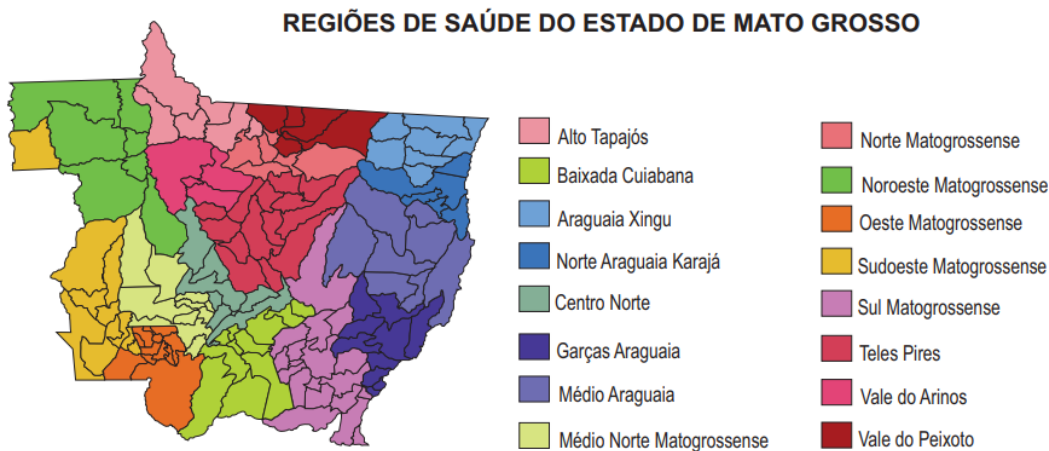 REGIÕES DE SAÚDE DO ESTADO DE MATO GROSSO
Alto Tapajós
Baixada Cuiabana
Araguaia Xingu
Norte Araguaia Karajá
Centro Norte
Garças Araguaia
Médio Araguaia
Médio Norte Matogrossense
Norte Matogrossense
Noroeste Matogrossense
Oeste Matogrossense
Sudoeste Matogrossense
Sul Matogrossense
Teles Pires
Vale do Arinos
Vale do Peixoto